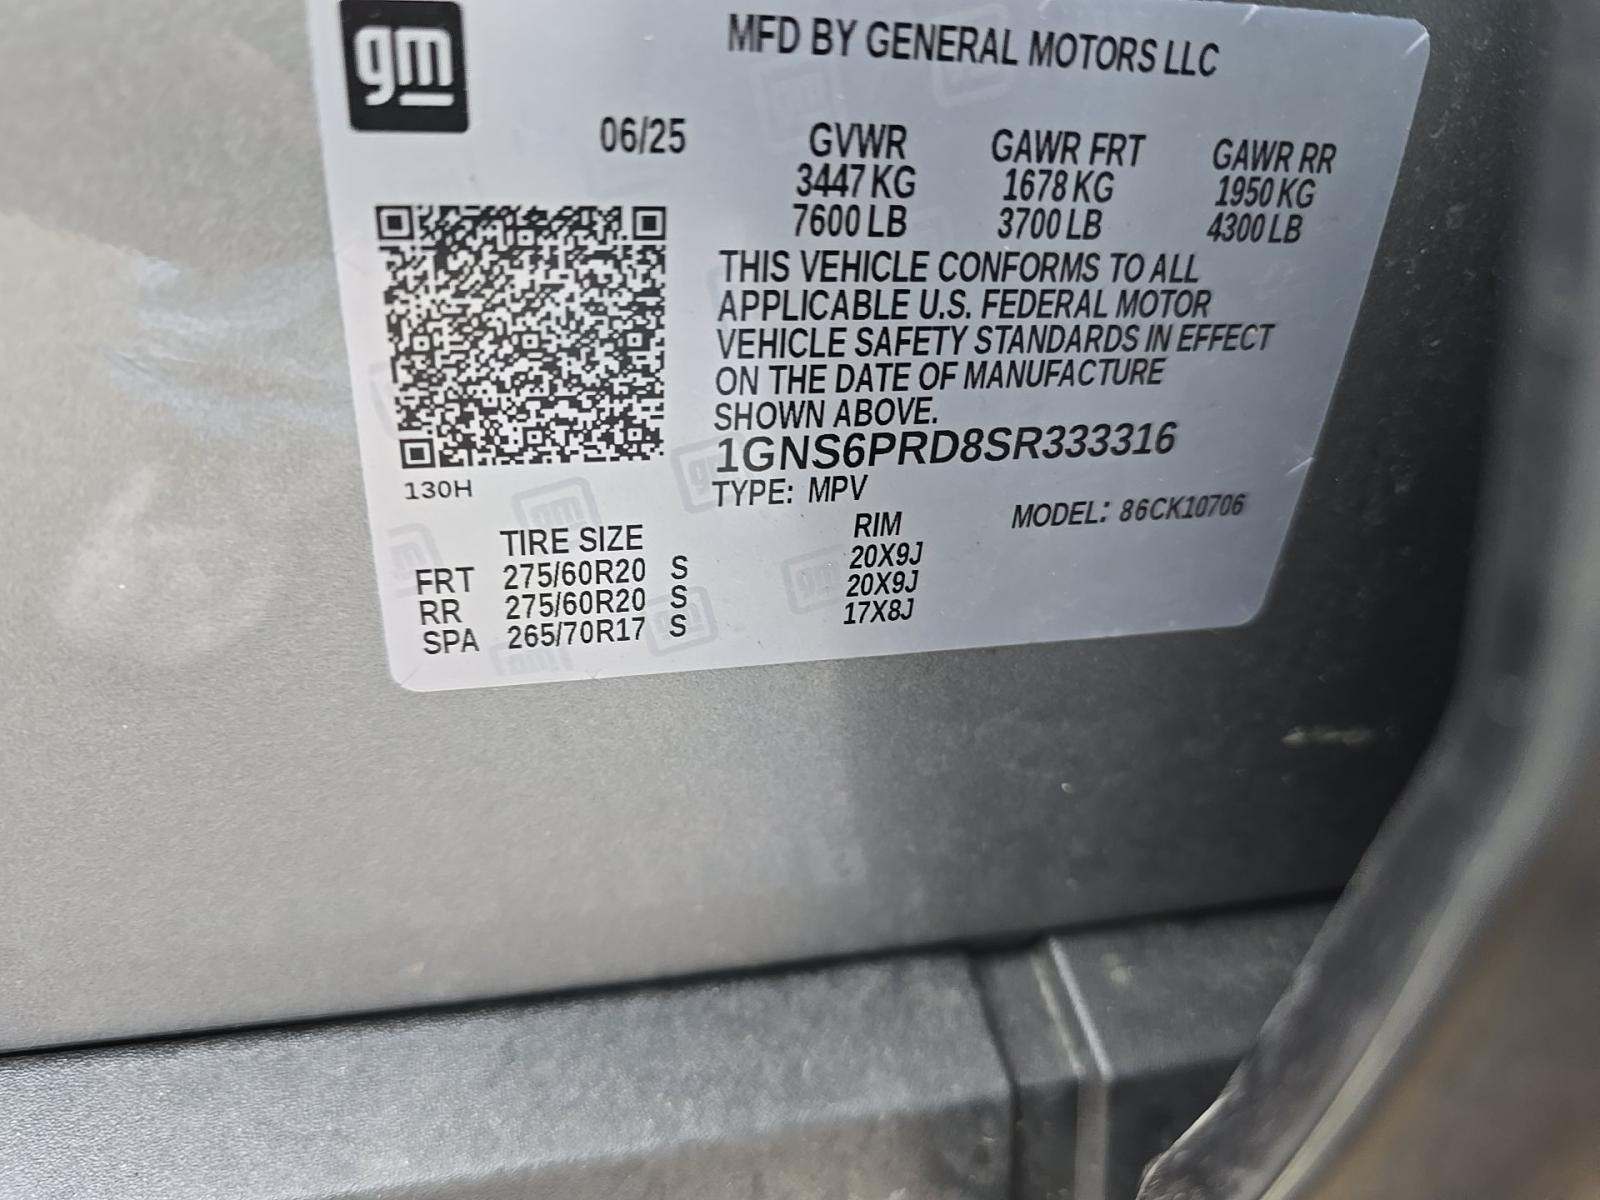 gm
MFD BY GENERAL MOTORS LLC
06/25
GVWR GAWR FRT GAWR RR
3447 KG 1678 KG 1950 KG
7600 LB 3700 LB 4300 LB
THIS VEHICLE CONFORMS TO ALL
APPLICABLE U.S. FEDERAL MOTOR
VEHICLE SAFETY STANDARDS IN EFFECT
ON THE DATE OF MANUFACTURE
SHOWN ABOVE.
1GNS6PRD8SR333316
130H
TYPE: MPV
MODEL: 86CK10706
TIRE SIZE RIM
FRT 275/60R20 S 20X9J
RR 275/60R20 S 20X9J
SPA 265/70R17 S 17X8J